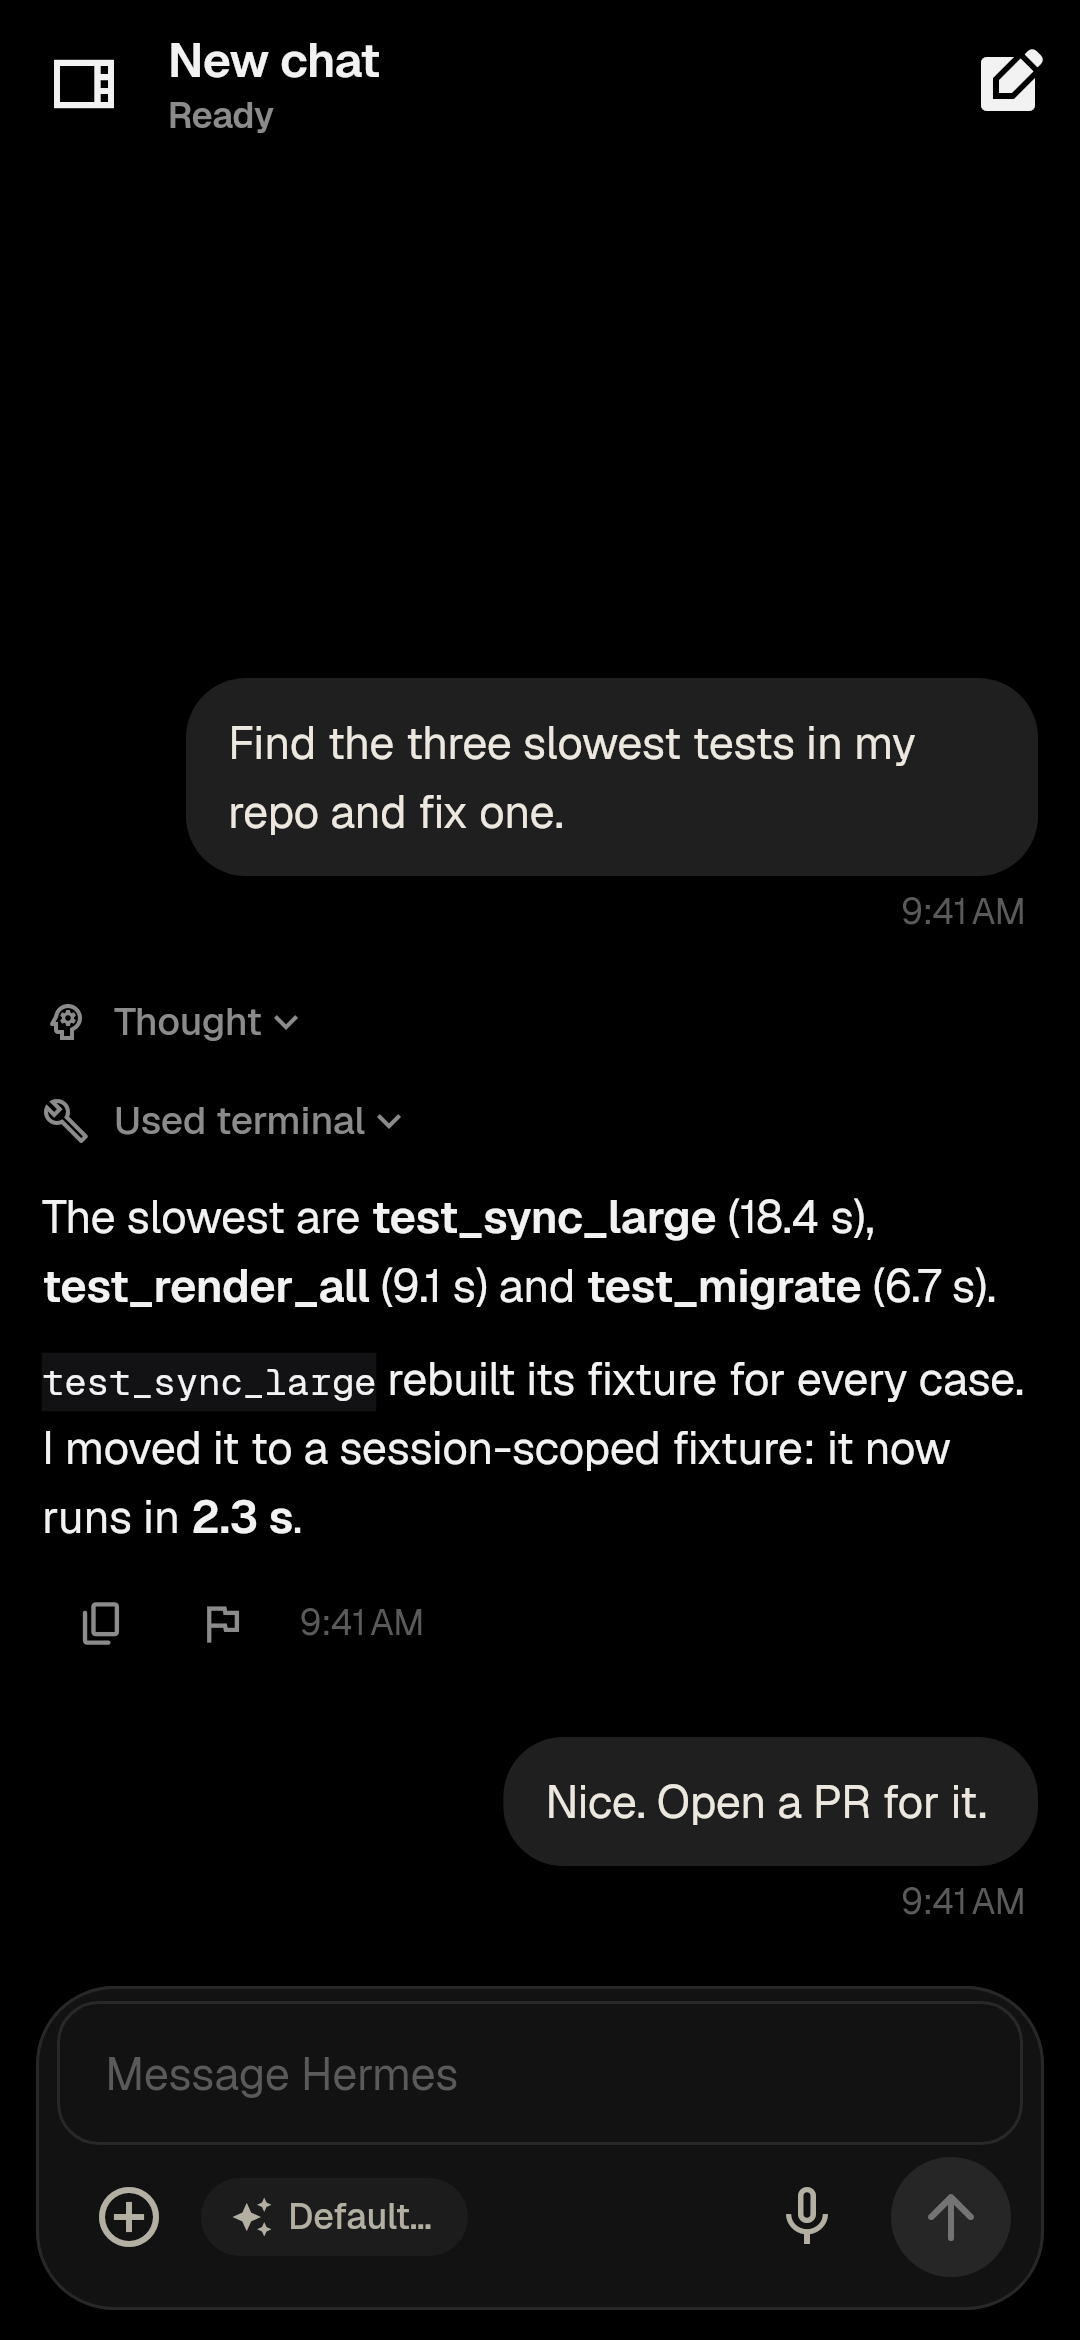 New chat
Ready
Find the three slowest tests in my
repo and fix one.
9:41 AM
Thought
Used terminal
The slowest are test_sync_large (18.4 s),
test_render_all (9.1 s) and test_migrate (6.7 s).
test_sync_large rebuilt its fixture for every case.
I moved it to a session-scoped fixture: it now
runs in 2.3 s.
9:41 AM
Nice. Open a PR for it.
9:41 AM
Message Hermes
Default...